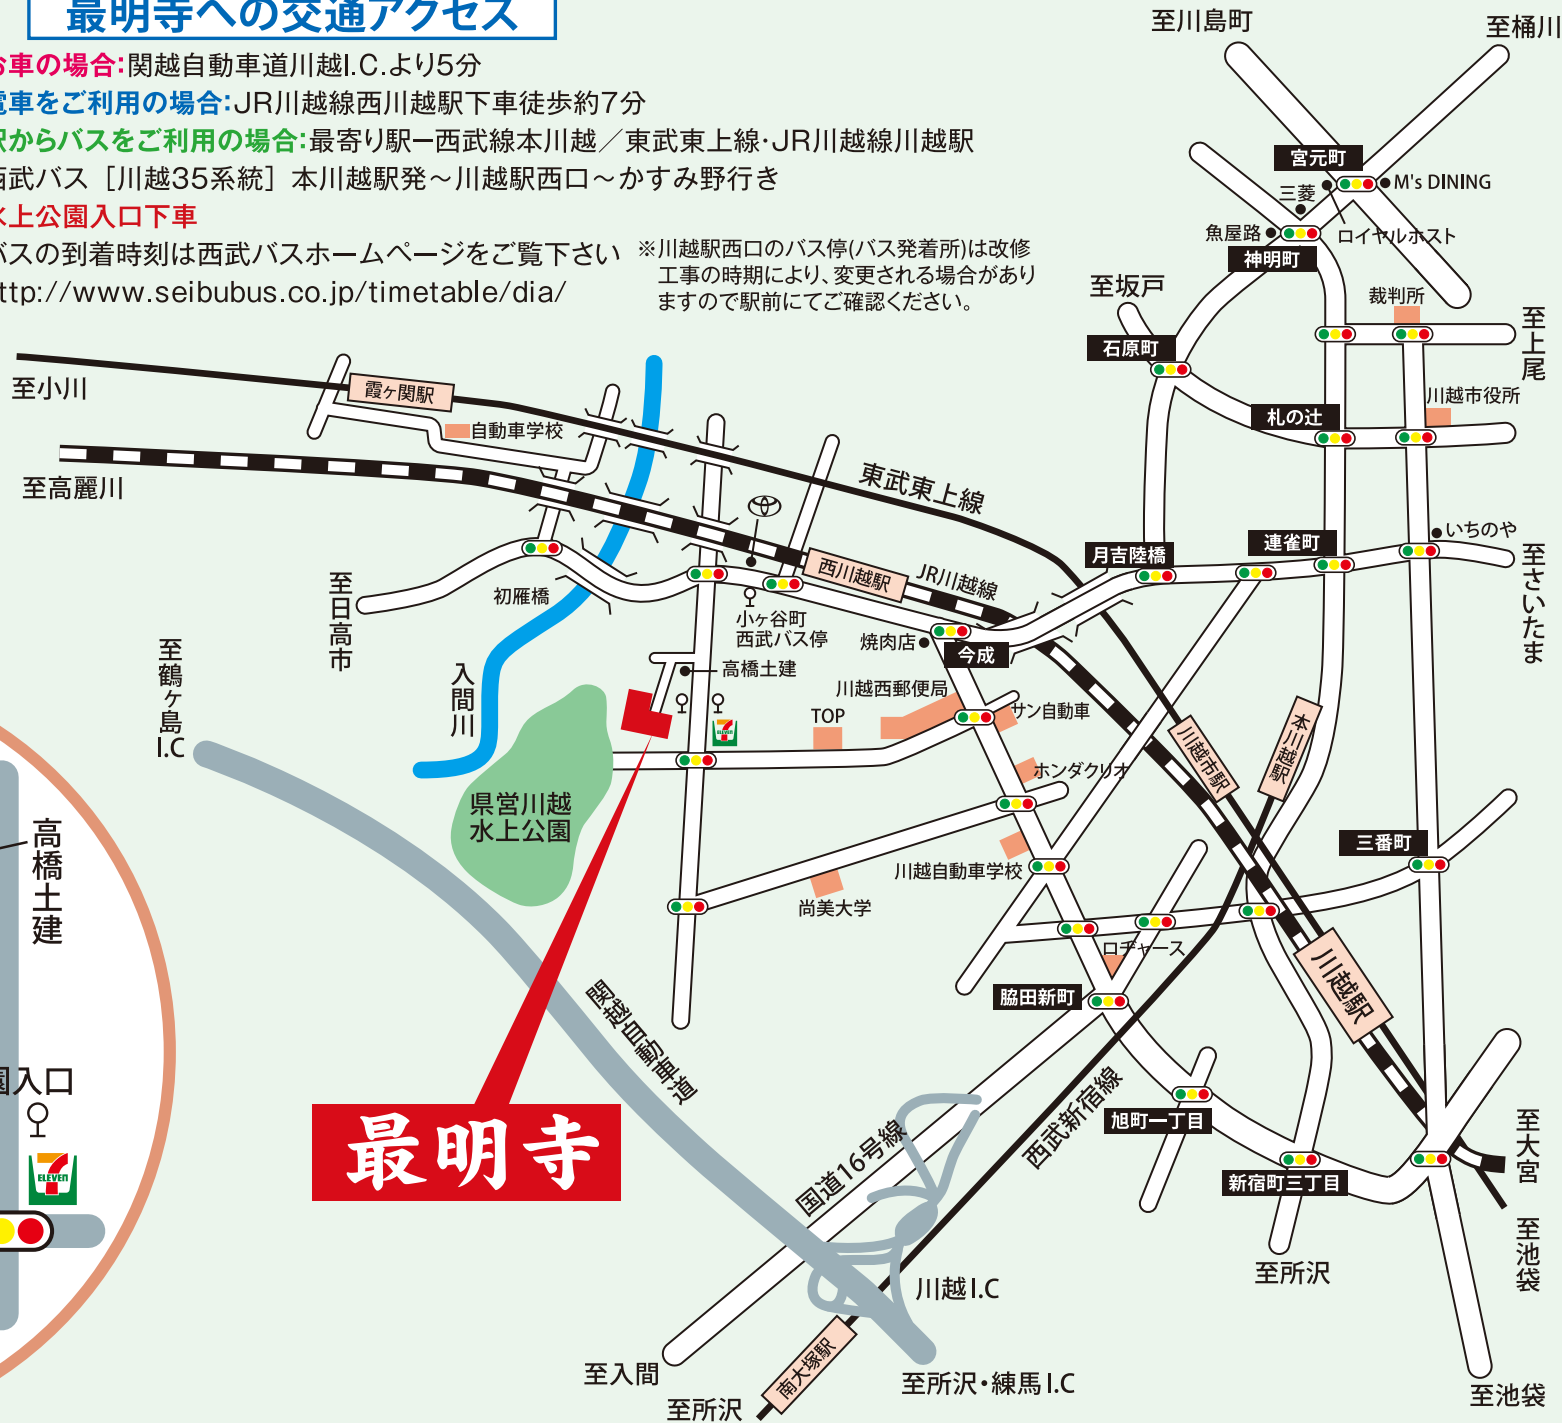 最明寺への交通アクセス
お車の場合:関越自動車道川越I.C.より5分
電車をご利用の場合:JR川越線西川越駅下車徒歩約7分
駅からバスをご利用の場合:最寄り駅ー西武線本川越／東武東上線・JR川越線川越駅
西武バス［川越35系統］本川越駅発〜川越駅西口〜かすみ野行き
水上公園入口下車
バスの到着時刻は西武バスホームページをご覧下さい
ttp://www.seibubus.co.jp/timetable/dia/
※川越駅西口のバス停(バス発着所)は改修
工事の時期により、変更される場合があり
ますので駅前にてご確認ください。
至川島町
至桶川
宮元町
M's DINING
三菱
魚屋路
ロイヤルホスト
神明町
至坂戸
裁判所
至上尾
石原町
川越市役所
札の辻
至小川
霞ヶ関駅
自動車学校
至高麗川
東武東上線
いちのや
連雀町
月吉陸橋
至さいたま
西川越駅
JR川越線
初雁橋
至日高市
小ヶ谷町
西武バス停
焼肉店
今成
至鶴ヶ島
I.C
入間川
高橋土建
川越西郵便局
サン自動車
TOP
ELEVEN
川越市駅
本川越駅
ホンダクリオ
県営川越
水上公園
川越自動車学校
三番町
尚美大学
高橋土建
ロヂャース
川越駅
脇田新町
関越自動車道
園入口
ELEVEN
最明寺
旭町一丁目
西武新宿線
国道16号線
新宿町三丁目
至大宮
至池袋
至所沢
川越I.C
南大塚駅
至入間
至所沢
至所沢・練馬I.C
至池袋